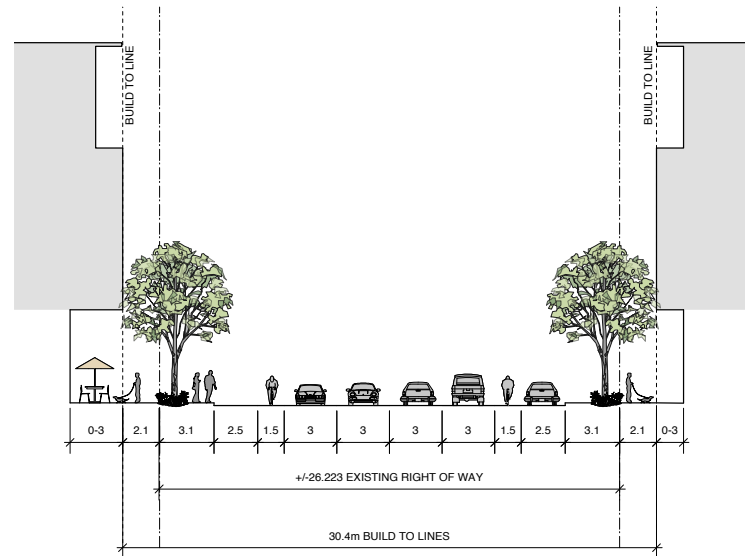 BUILD TO LINE
BUILD TO LINE
0-3 2.1 3.1 2.5 1.5 3 3 3 3 1.5 2.5 3.1 2.1 0-3
+/-26.223 EXISTING RIGHT OF WAY
30.4m BUILD TO LINES